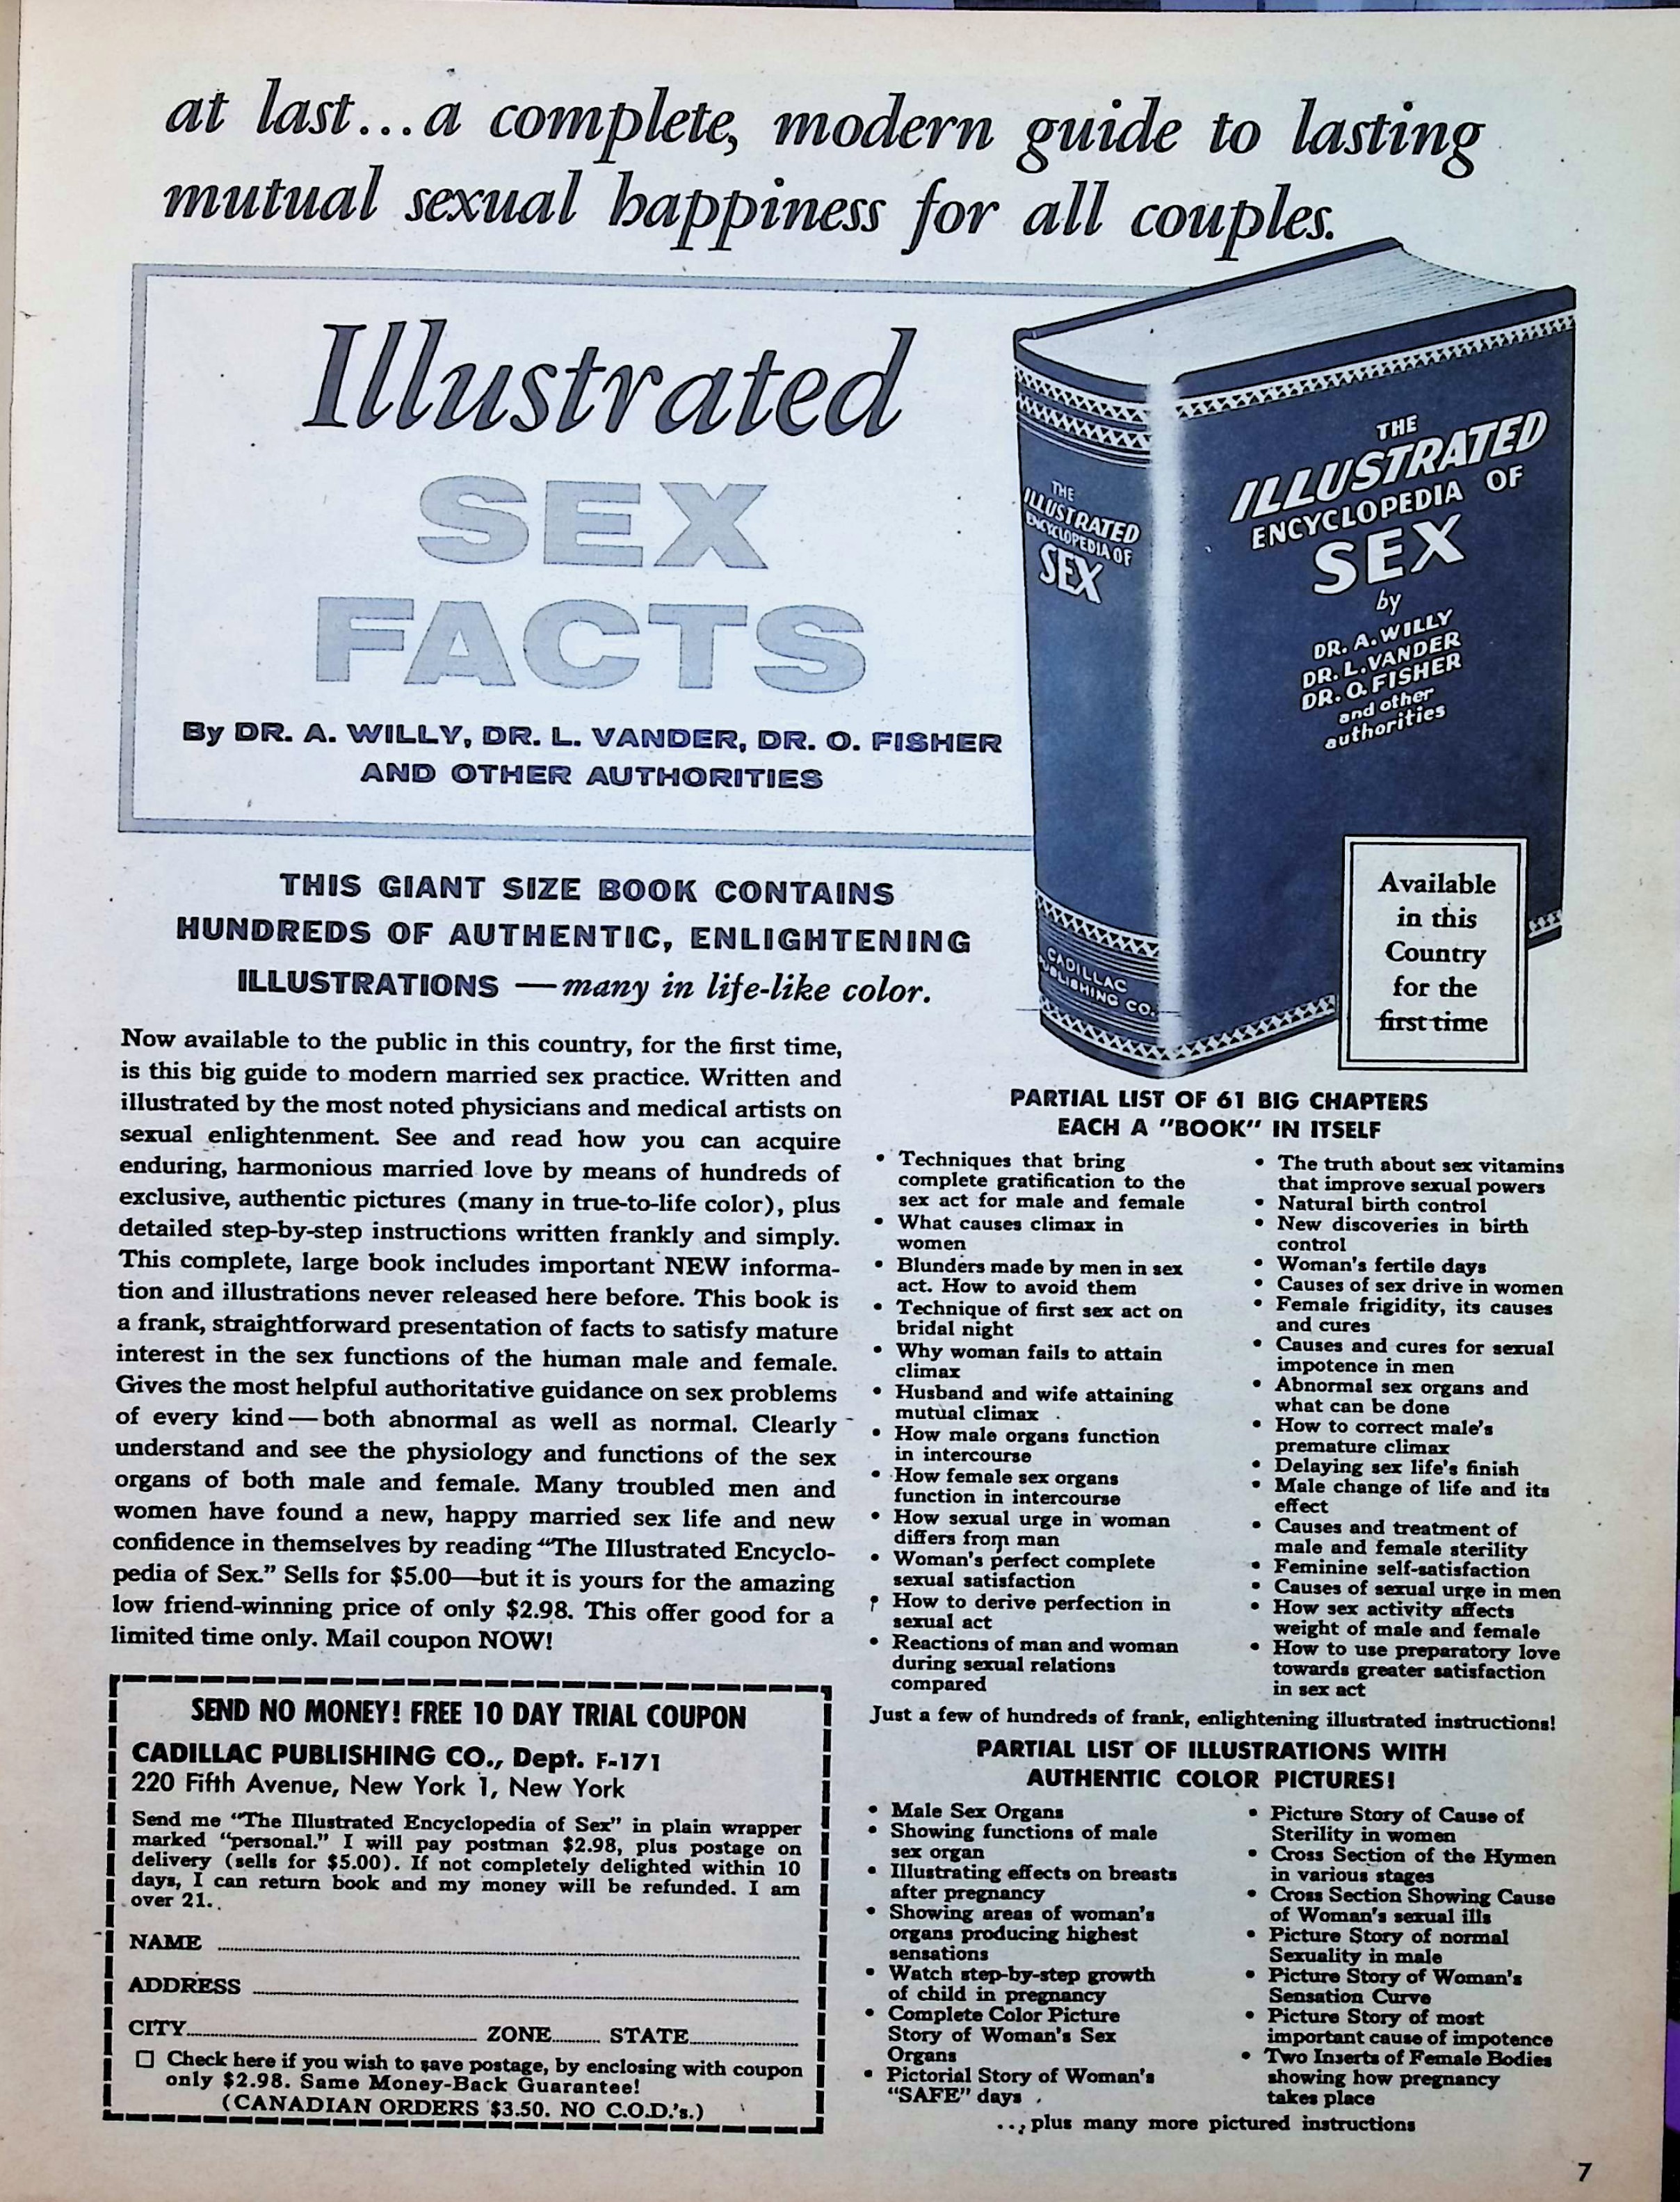 at last...a complete, modern guide to lasting
mutual sexual happiness for all couples.
Illustrated
SEX
FACTS
By DR. A. WILLY, DR. L. VANDER, DR. O. FISHER
AND OTHER AUTHORITIES
THE
ILLUSTRATED
ENCYCLOPEDIA OF
SEX
CADILLAC
PUBLISHING CO.
THE
ILLUSTRATED
ENCYCLOPEDIA OF
SEX
by
DR. A. WILLY
DR. L. VANDER
DR. O. FISHER
and other
authorities
Available
in this
Country
for the
first time
THIS GIANT SIZE BOOK CONTAINS
HUNDREDS OF AUTHENTIC, ENLIGHTENING
ILLUSTRATIONS — many in life-like color.
Now available to the public in this country, for the first time,
is this big guide to modern married sex practice. Written and
illustrated by the most noted physicians and medical artists on
sexual enlightenment. See and read how you can acquire
enduring, harmonious married love by means of hundreds of
exclusive, authentic pictures (many in true-to-life color), plus
detailed step-by-step instructions written frankly and simply.
This complete, large book includes important NEW informa-
tion and illustrations never released here before. This book is
a frank, straightforward presentation of facts to satisfy mature
interest in the sex functions of the human male and female.
Gives the most helpful authoritative guidance on sex problems
of every kind — both abnormal as well as normal. Clearly
understand and see the physiology and functions of the sex
organs of both male and female. Many troubled men and
women have found a new, happy married sex life and new
confidence in themselves by reading "The Illustrated Encyclo-
pedia of Sex." Sells for $5.00—but it is yours for the amazing
low friend-winning price of only $2.98. This offer good for a
limited time only. Mail coupon NOW!
SEND NO MONEY! FREE 10 DAY TRIAL COUPON
CADILLAC PUBLISHING CO., Dept. F-171
220 Fifth Avenue, New York 1, New York
Send me "The Illustrated Encyclopedia of Sex" in plain wrapper
marked "personal." I will pay postman $2.98, plus postage on
delivery (sells for $5.00). If not completely delighted within 10
days, I can return book and my money will be refunded. I am
over 21.
NAME
ADDRESS
CITY ZONE STATE
☐ Check here if you wish to save postage, by enclosing with coupon
only $2.98. Same Money-Back Guarantee!
(CANADIAN ORDERS $3.50. NO C.O.D.'s.)
PARTIAL LIST OF 61 BIG CHAPTERS
EACH A "BOOK" IN ITSELF
• Techniques that bring
complete gratification to the
sex act for male and female
• What causes climax in
women
• Blunders made by men in sex
act. How to avoid them
• Technique of first sex act on
bridal night
• Why woman fails to attain
climax
• Husband and wife attaining
mutual climax
• How male organs function
in intercourse
• How female sex organs
function in intercourse
• How sexual urge in woman
differs from man
• Woman's perfect complete
sexual satisfaction
• How to derive perfection in
sexual act
• Reactions of man and woman
during sexual relations
compared
• The truth about sex vitamins
that improve sexual powers
• Natural birth control
• New discoveries in birth
control
• Woman's fertile days
• Causes of sex drive in women
• Female frigidity, its causes
and cures
• Causes and cures for sexual
impotence in men
• Abnormal sex organs and
what can be done
• How to correct male's
premature climax
• Delaying sex life's finish
• Male change of life and its
effect
• Causes and treatment of
male and female sterility
• Feminine self-satisfaction
• Causes of sexual urge in men
• How sex activity affects
weight of male and female
• How to use preparatory love
towards greater satisfaction
in sex act
Just a few of hundreds of frank, enlightening illustrated instructions!
PARTIAL LIST OF ILLUSTRATIONS WITH
AUTHENTIC COLOR PICTURES!
• Male Sex Organs
• Showing functions of male
sex organ
• Illustrating effects on breasts
after pregnancy
• Showing areas of woman's
organs producing highest
sensations
• Watch step-by-step growth
of child in pregnancy
• Complete Color Picture
Story of Woman's Sex
Organs
• Pictorial Story of Woman's
"SAFE" days
• Picture Story of Cause of
Sterility in women
• Cross Section of the Hymen
in various stages
• Cross Section Showing Cause
of Woman's sexual ills
• Picture Story of normal
Sexuality in male
• Picture Story of Woman's
Sensation Curve
• Picture Story of most
important cause of impotence
• Two Inserts of Female Bodies
showing how pregnancy
takes place
..., plus many more pictured instructions
7